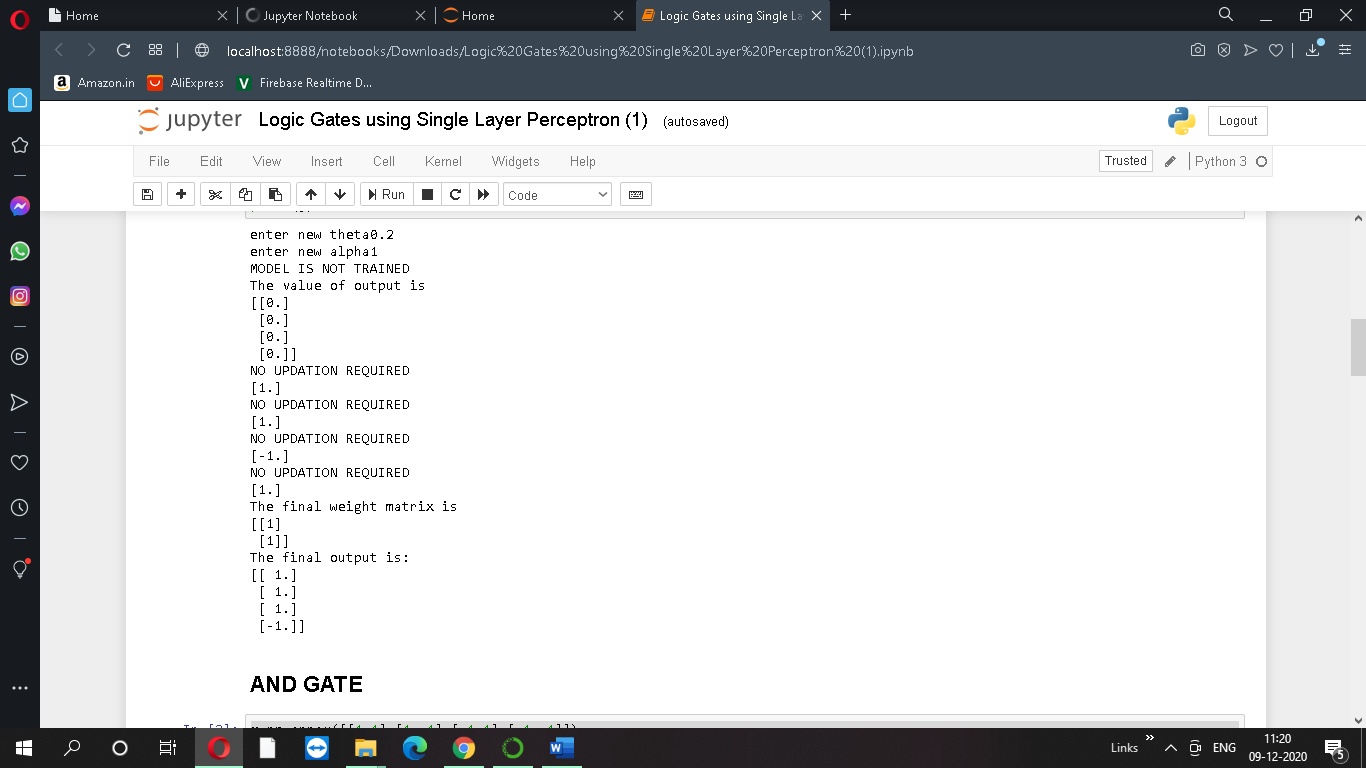 Home
Jupyter Notebook
Home
Logic Gates using Single La
localhost:8888/notebooks/Downloads/Logic%20Gates%20using%20Single%20Layer%20Perceptron%20(1).ipynb
Amazon.in
AliExpress
Firebase Realtime D...
jupyter Logic Gates using Single Layer Perceptron (1) (autosaved)
Logout
File Edit View Insert Cell Kernel Widgets Help
Trusted
Python 3
Run
Code
enter new theta0.2
enter new alpha1
MODEL IS NOT TRAINED
The value of output is
[[0.]
[0.]
[0.]
[0.]]
NO UPDATION REQUIRED
[1.]
NO UPDATION REQUIRED
[1.]
NO UPDATION REQUIRED
[-1.]
NO UPDATION REQUIRED
[1.]
The final weight matrix is
[[1]
[1]]
The final output is:
[[ 1.]
[ 1.]
[ 1.]
[-1.]]
AND GATE
Links
ENG
11:20
09-12-2020
5